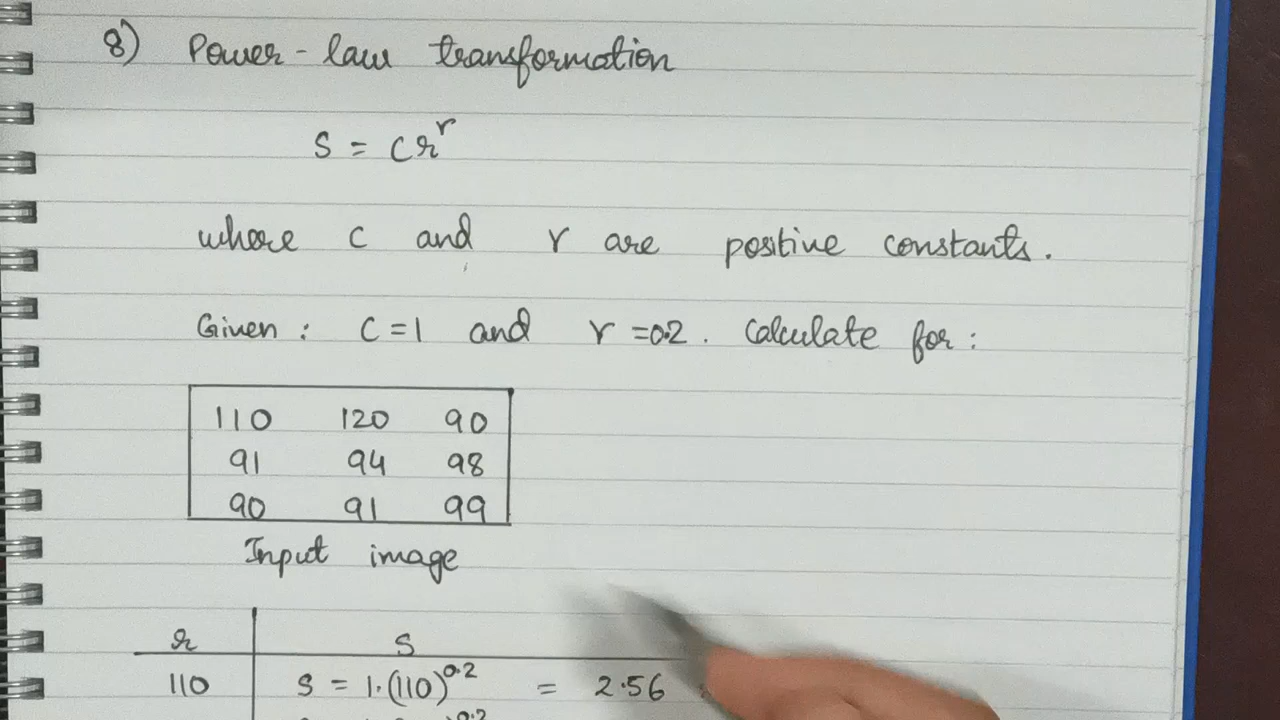 8) Power-law transformation
s = cr^γ
where c and γ are positive constants.
Given: c=1 and γ=0.2. Calculate for:
110 120 90
91 94 98
90 91 99
Input image
r s
110 s = 1.(110)^0.2 = 2.56